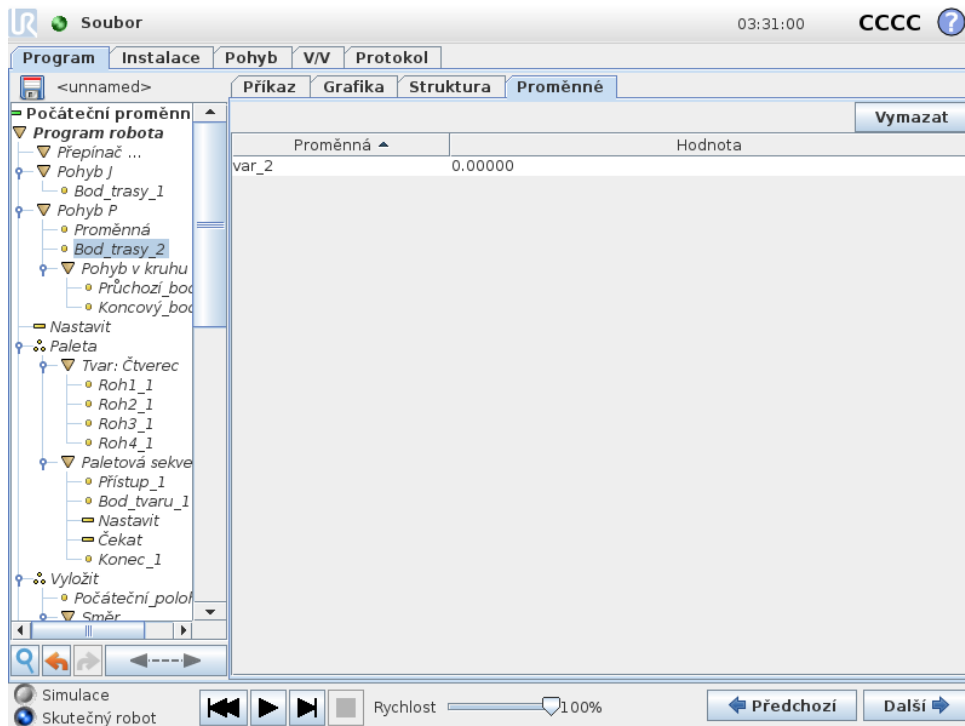 UR Soubor 03:31:00 CCCC ?
Program Instalace Pohyb V/V Protokol
<unnamed> Příkaz Grafika Struktura Proměnné
Počáteční proměnn
Vymazat
Program robota
Proměnná Hodnota
Přepínač ...
var_2 0.00000
Pohyb J
Bod_trasy_1
Pohyb P
Proměnná
Bod_trasy_2
Pohyb v kruhu
Průchozí_bod
Koncový_bod
Nastavit
Paleta
Tvar: Čtverec
Roh1_1
Roh2_1
Roh3_1
Roh4_1
Paletová sekve
Přístup_1
Bod_tvaru_1
Nastavit
Čekat
Konec_1
Vyložit
Počáteční_poloh
Směr
Simulace
Skutečný robot
Rychlost 100%
Předchozí Další